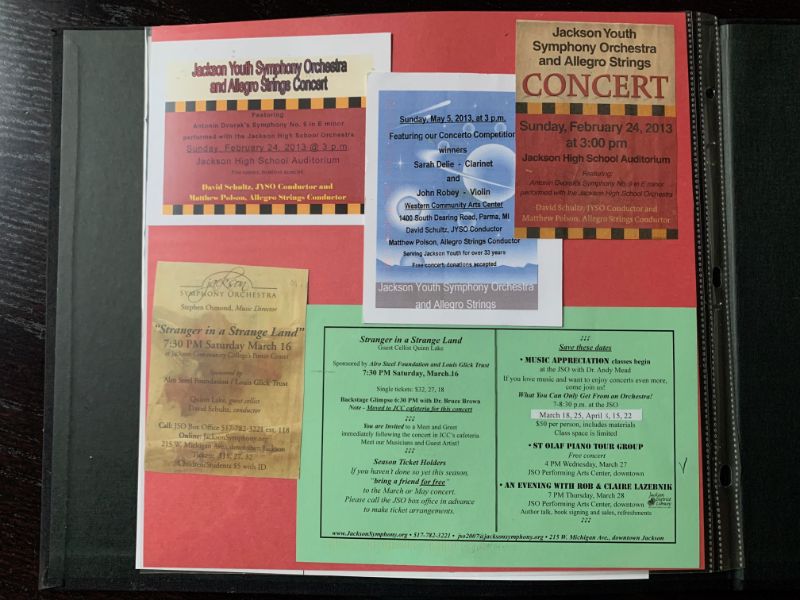 Jackson Youth Symphony Orchestra
and Allegro Strings Concert
Featuring
Antonin Dvorak's Symphony No. 9 in E minor
performed with the Jackson High School Orchestra
Sunday, February 24, 2013 @ 3 p.m.
Jackson High School Auditorium
David Schultz, JYSO Conductor and
Matthew Polson, Allegro Strings Conductor
Sunday, May 5, 2013, at 3 p.m.
Featuring our Concerto Competition
winners
Sarah Delie - Clarinet
and
John Robey - Violin
Western Community Arts Center
1400 South Dearing Road, Parma, MI
David Schultz, JYSO Conductor
Matthew Polson, Allegro Strings Conductor
Serving Jackson Youth for over 33 years
Free concert: donations accepted
Jackson Youth Symphony Orchestra
and Allegro Strings
Jackson Youth
Symphony Orchestra
and Allegro Strings
CONCERT
Sunday, February 24, 2013
at 3:00 pm
Jackson High School Auditorium
Featuring:
Antonin Dvorak's Symphony No.9 in E minor
performed with the Jackson High School Orchestra
David Schultz, JYSO Conductor and
Matthew Polson, Allegro Strings Conductor
Jackson
SYMPHONY ORCHESTRA
Stephen Osmond, Music Director
"Stranger in a Strange Land"
7:30 PM Saturday March 16
at Jackson Community College's Potter Center
Sponsored by
Alro Steel Foundation / Louis Glick Trust
Quinn Lake, guest cellist
David Schultz, conductor
Call: JSO Box Office 517-782-3221 ext. 118
Online: JacksonSymphony.org
215 W. Michigan Ave., downtown Jackson
Tickets:
Children/Students $5 with ID
Stranger in a Strange Land
Guest Cellist Quinn Lake
Sponsored by Alro Steel Foundation and Louis Glick Trust
7:30 PM Saturday, March.16
Single tickets: $32, 27, 18
Backstage Glimpse 6:30 PM with Dr. Bruce Brown
Note - Moved to JCC cafeteria for this concert
‡‡‡
You are Invited to a Meet and Greet
immediately following the concert in JCC's cafeteria.
Meet our Musicians and Guest Artist!
‡‡‡
Season Ticket Holders
If you haven't done so yet this season,
"bring a friend for free"
to the March or May concert.
Please call the JSO box office in advance
to make ticket arrangements.
‡‡‡
Save these dates
• MUSIC APPRECIATION classes begin
at the JSO with Dr. Andy Mead
If you love music and want to enjoy concerts even more,
come join us!
What You Can Only Get From an Orchestra!
7-8:30 p.m. at the JSO
March 18, 25, April 15, 22
$50 per person, includes materials
Class space is limited
• ST OLAF PIANO TOUR GROUP
Free concert
4 PM Wednesday, March 27
JSO Performing Arts Center, downtown
• AN EVENING WITH ROB & CLAIRE LAZEBNIK
7 PM Thursday, March 28
JSO Performing Arts Center, downtown
Jackson District Library
Author talk, book signing and sales, refreshments
‡‡‡
www.JacksonSymphony.org • 517-782-3221 • jso2007@jacksonsymphony.org • 215 W. Michigan Ave., downtown Jackson